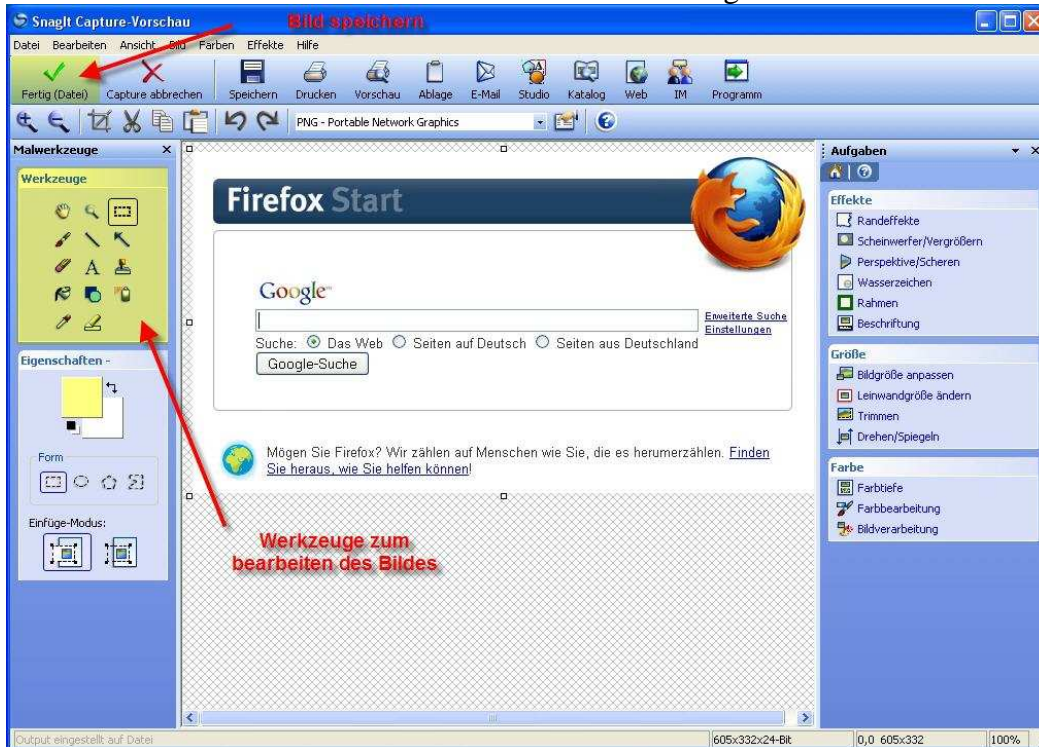 SnagIt Capture-Vorschau
Bild speichern
Datei Bearbeiten Ansicht Bild Farben Effekte Hilfe
Fertig (Datei) Capture abbrechen Speichern Drucken Vorschau Ablage E-Mail Studio Katalog Web IM Programm
PNG - Portable Network Graphics
Malwerkzeuge
Werkzeuge
Eigenschaften -
Form
Einfüge-Modus:
Firefox Start
Google
Erweiterte Suche
Einstellungen
Suche: Das Web Seiten auf Deutsch Seiten aus Deutschland
Google-Suche
Mögen Sie Firefox? Wir zählen auf Menschen wie Sie, die es herumerzählen. Finden
Sie heraus, wie Sie helfen können!
Werkzeuge zum
bearbeiten des Bildes
Aufgaben
Effekte
Randeffekte
Scheinwerfer/Vergrößern
Perspektive/Scheren
Wasserzeichen
Rahmen
Beschriftung
Größe
Bildgröße anpassen
Leinwandgröße ändern
Trimmen
Drehen/Spiegeln
Farbe
Farbtiefe
Farbbearbeitung
Bildverarbeitung
Output eingestellt auf Datei
605x332x24-Bit
0,0 605x332
100%